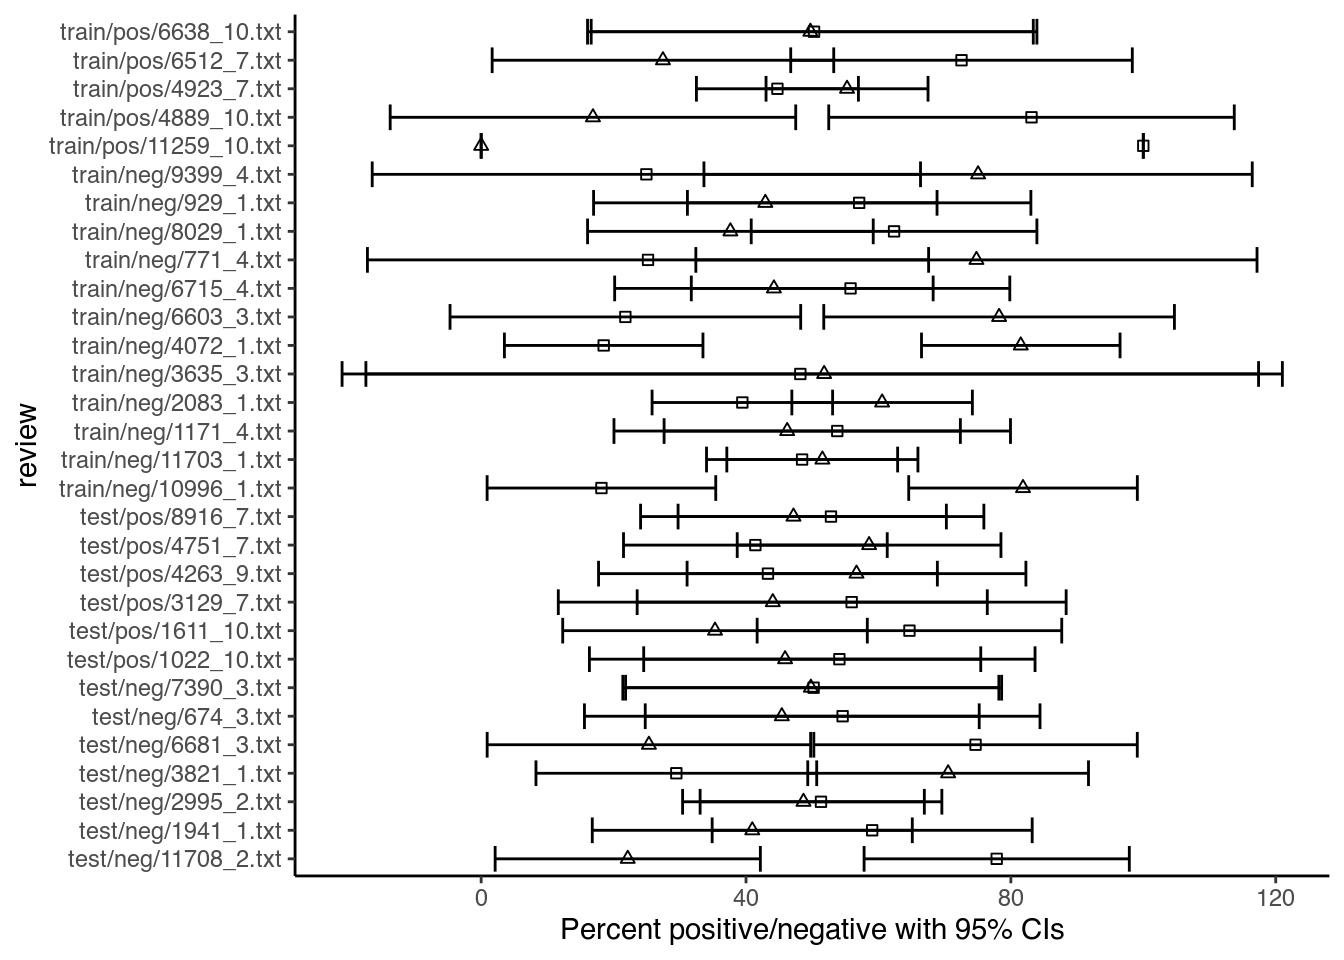 train/pos/6638_10.txt
train/pos/6512_7.txt
train/pos/4923_7.txt
train/pos/4889_10.txt
train/pos/11259_10.txt
train/neg/9399_4.txt
train/neg/929_1.txt
train/neg/8029_1.txt
train/neg/771_4.txt
train/neg/6715_4.txt
train/neg/6603_3.txt
train/neg/4072_1.txt
train/neg/3635_3.txt
train/neg/2083_1.txt
train/neg/1171_4.txt
train/neg/11703_1.txt
train/neg/10996_1.txt
test/pos/8916_7.txt
test/pos/4751_7.txt
test/pos/4263_9.txt
test/pos/3129_7.txt
test/pos/1611_10.txt
test/pos/1022_10.txt
test/neg/7390_3.txt
test/neg/674_3.txt
test/neg/6681_3.txt
test/neg/3821_1.txt
test/neg/2995_2.txt
test/neg/1941_1.txt
test/neg/11708_2.txt
review
0 40 80 120
Percent positive/negative with 95% CIs